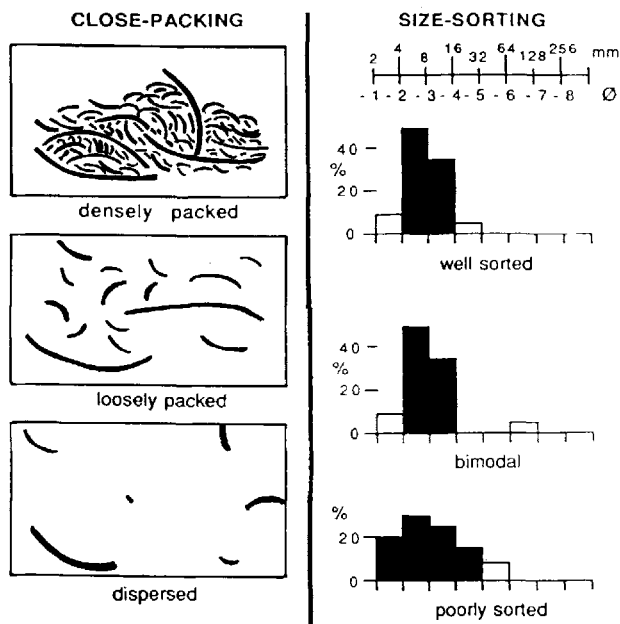 CLOSE-PACKING
densely packed
loosely packed
dispersed
SIZE-SORTING
2 4 8 16 32 64 128 256 mm
-1 -2 -3 -4 -5 -6 -7 -8 Ø
40
%
20
0
well sorted
40
%
20
0
bimodal
%
20
0
poorly sorted